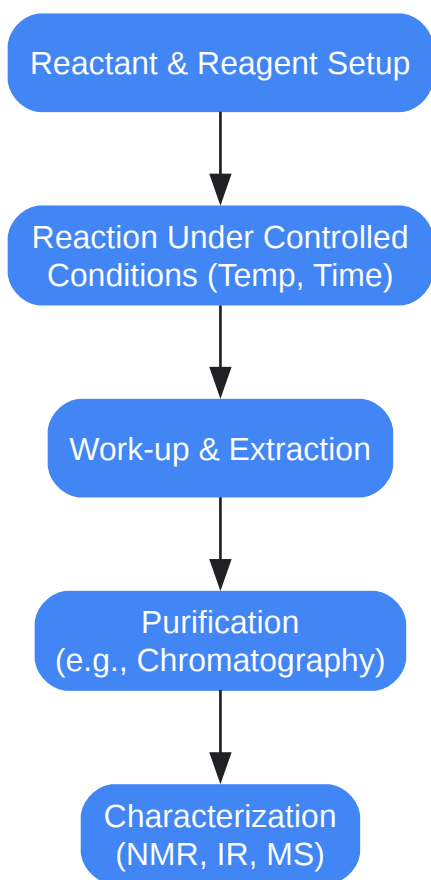 Reactant & Reagent Setup
Reaction Under Controlled
Conditions (Temp, Time)
Work-up & Extraction
Purification
(e.g., Chromatography)
Characterization
(NMR, IR, MS)